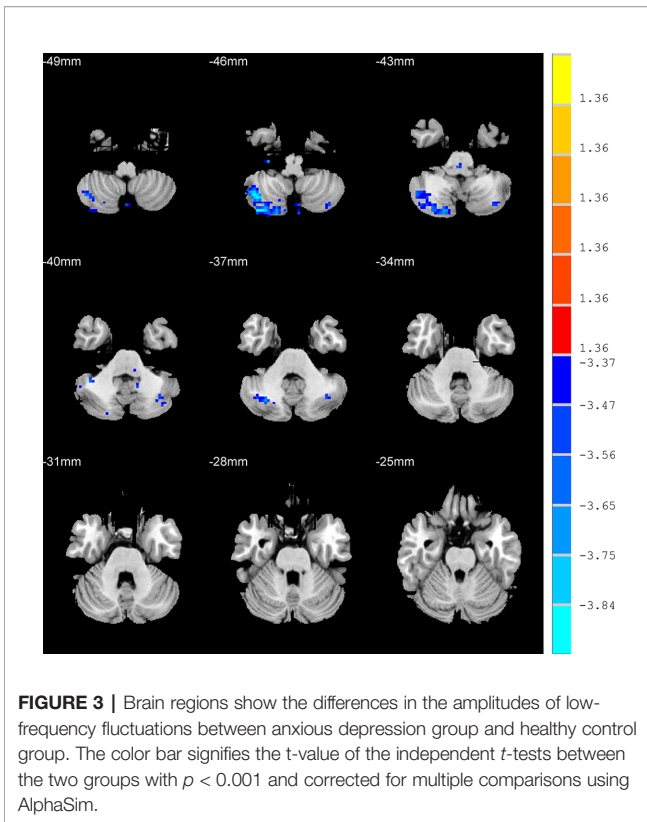 -49mm
-46mm
-43mm
-40mm
-37mm
-34mm
-31mm
-28mm
-25mm
1.36
1.36
1.36
1.36
1.36
1.36
-3.37
-3.47
-3.56
-3.65
-3.75
-3.84
FIGURE 3 | Brain regions show the differences in the amplitudes of low-
frequency fluctuations between anxious depression group and healthy control
group. The color bar signifies the t-value of the independent t-tests between
the two groups with p < 0.001 and corrected for multiple comparisons using
AlphaSim.